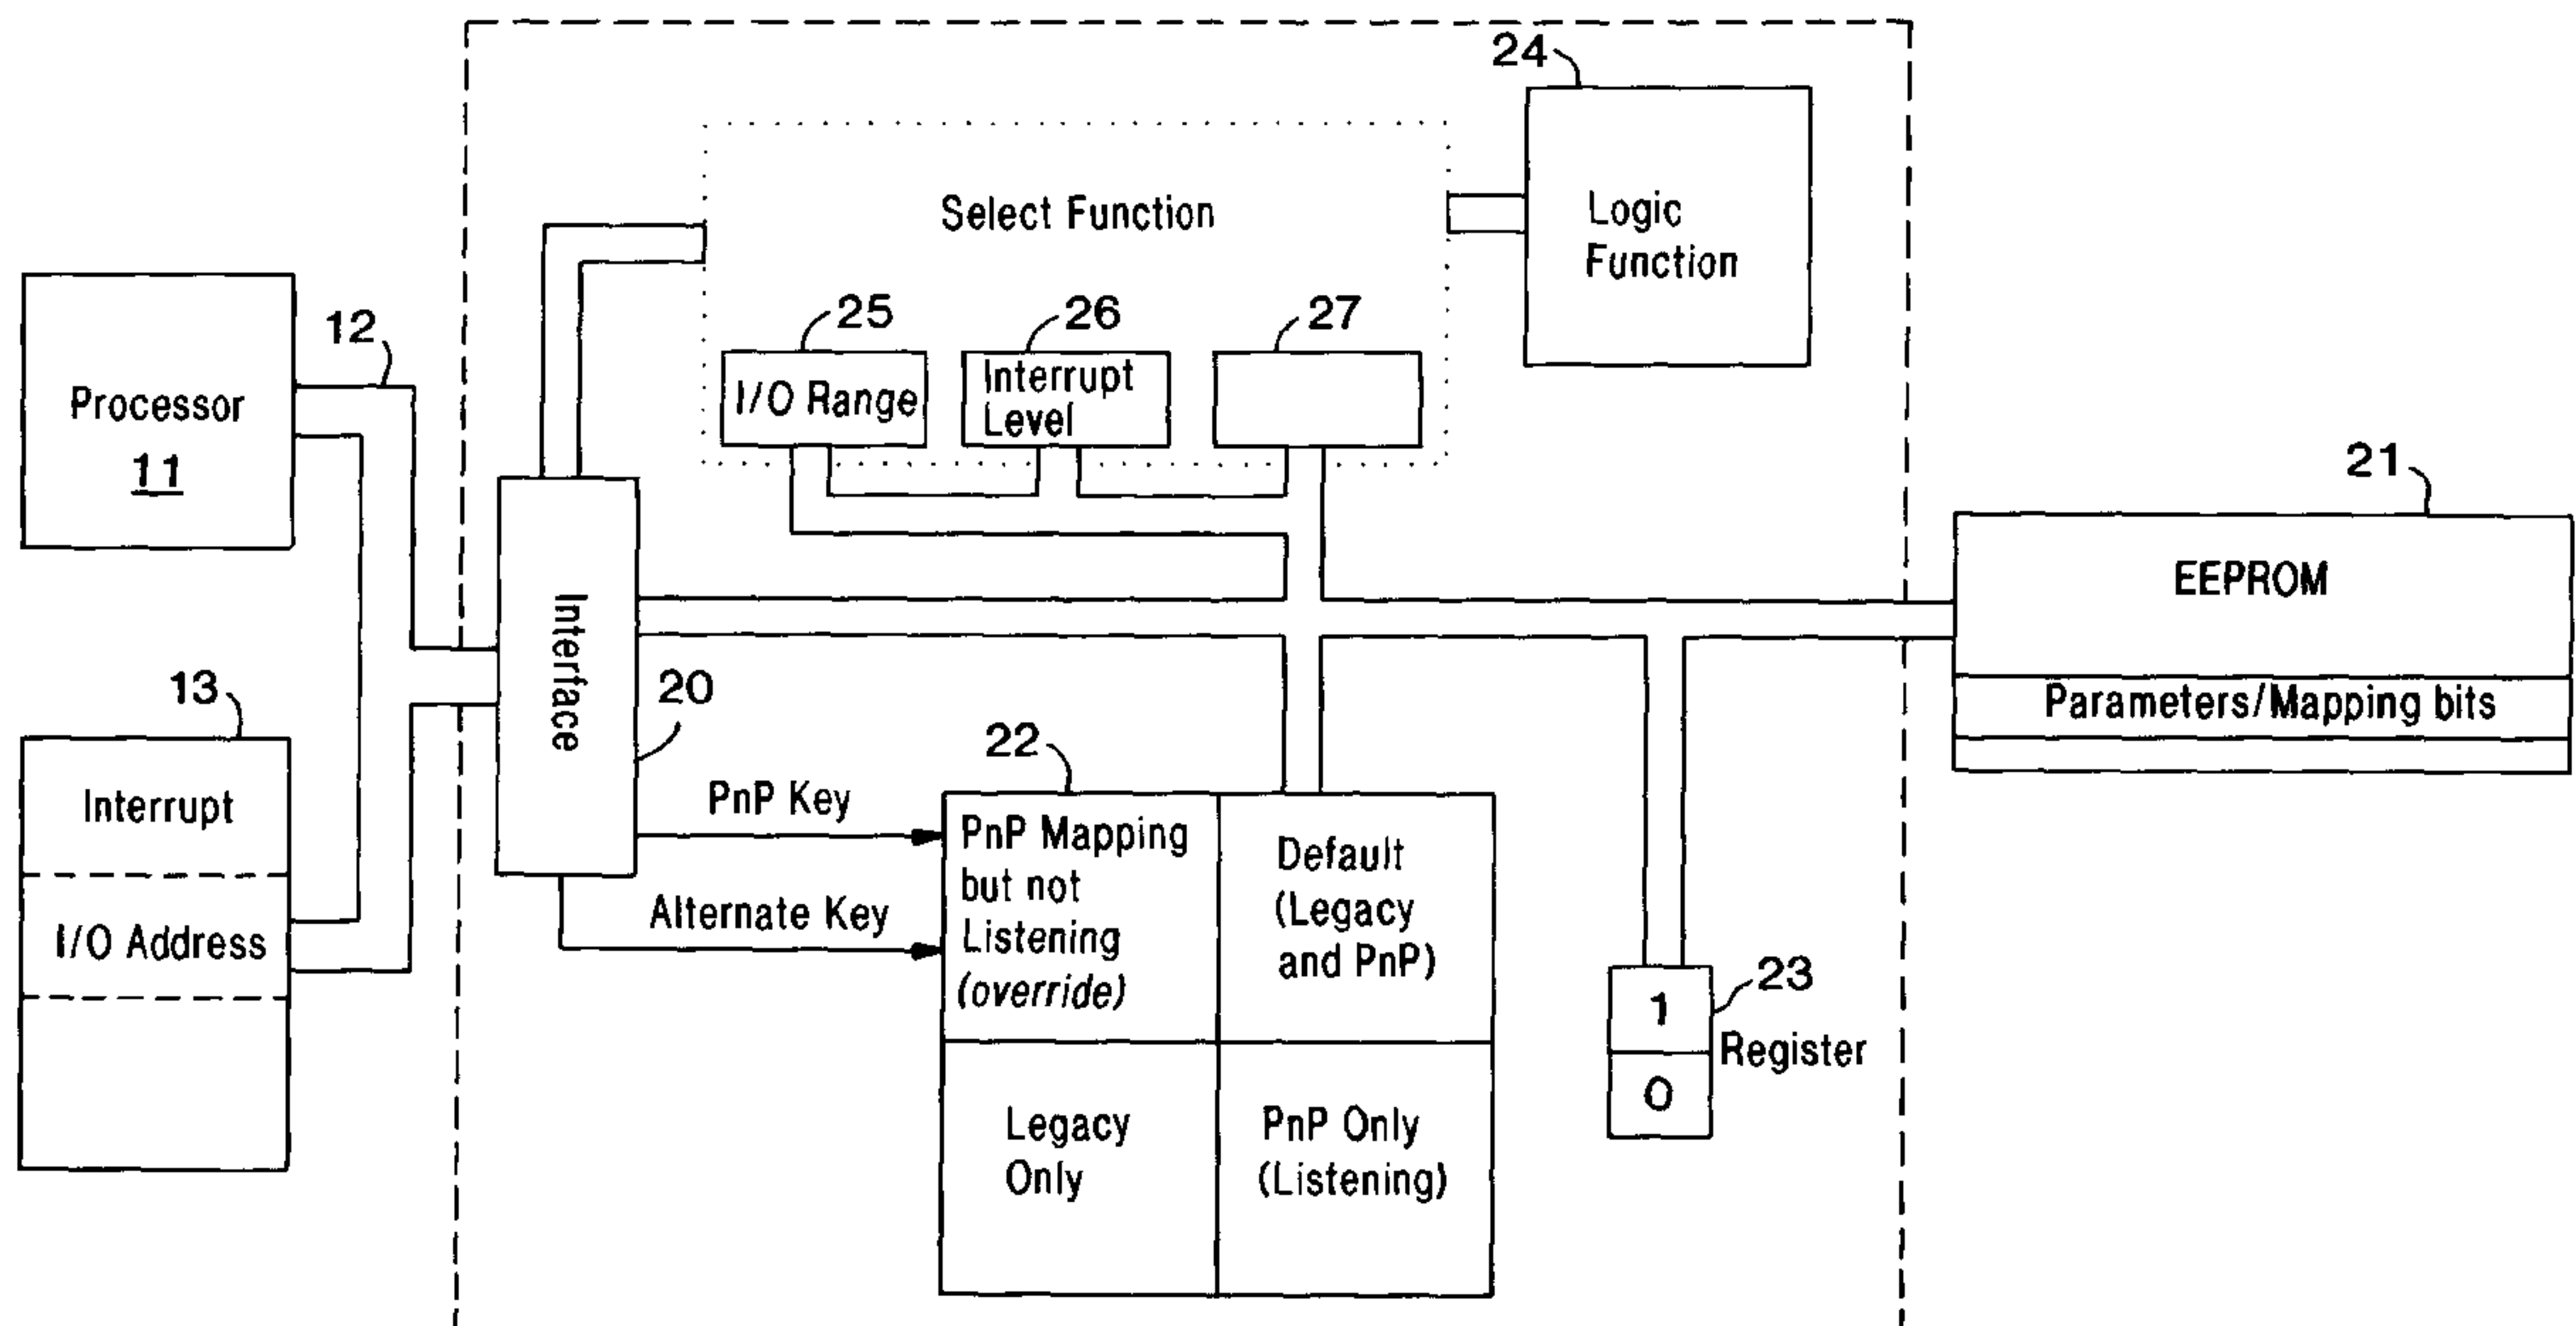 24
Select Function
Logic
Function
25
26
27
I/O Range
Interrupt
Level
12
Processor
11
21
EEPROM
Parameters/Mapping bits
Interface
20
13
Interrupt
I/O Address
PnP Key
Alternate Key
22
PnP Mapping
but not
Listening
(override)
Default
(Legacy
and PnP)
Legacy
Only
PnP Only
(Listening)
1
0
23
Register